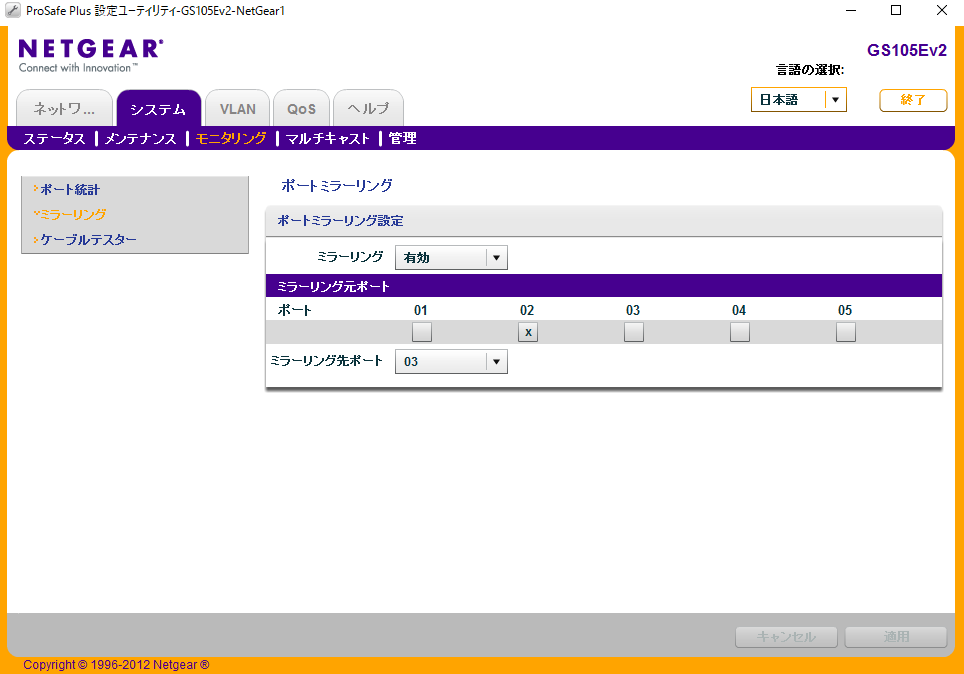 ProSafe Plus 設定ユーティリティ-GS105Ev2-NetGear1
NETGEAR®
Connect with Innovation™
GS105Ev2
言語の選択:
日本語
終了
ネットワ...
システム
VLAN
QoS
ヘルプ
ステータス
メンテナンス
モニタリング
マルチキャスト
管理
ポート統計
ミラーリング
ケーブルテスター
ポートミラーリング
ポートミラーリング設定
ミラーリング 有効
ミラーリング元ポート
ポート 01 02 03 04 05
x
ミラーリング先ポート 03
キャンセル
適用
Copyright © 1996-2012 Netgear ®